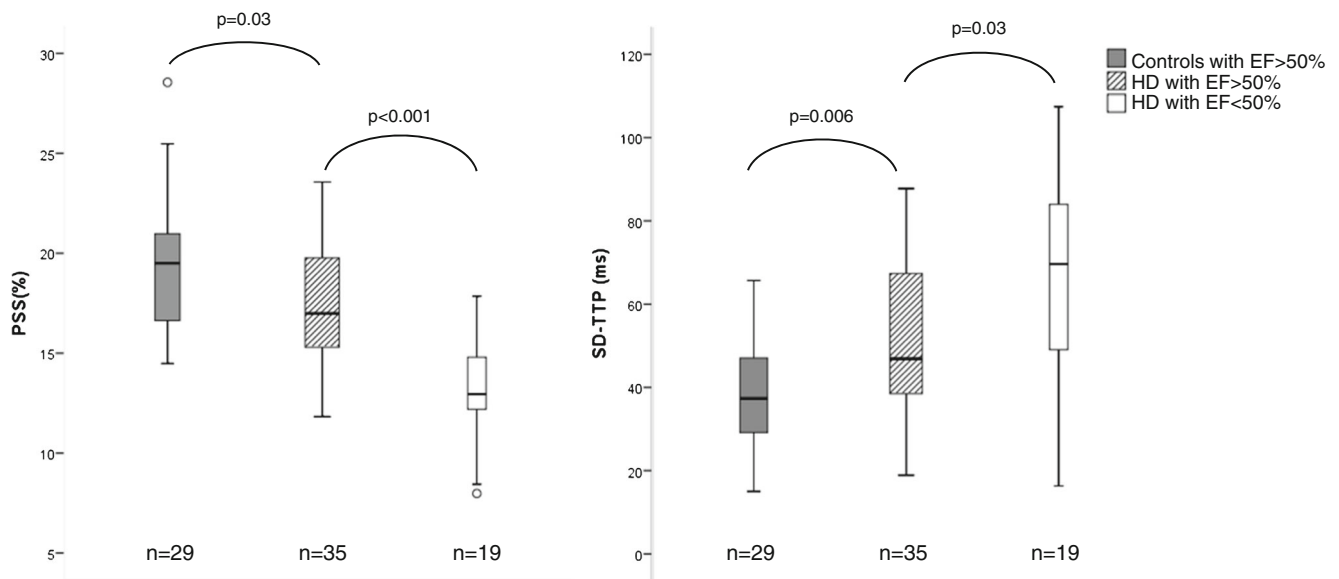 p=0.03
p<0.001
30
25
20
15
10
5
PSS(%)
n=29 n=35 n=19
p=0.03
p=0.006
120
100
80
60
40
20
0
SD-TTP (ms)
n=29 n=35 n=19
Controls with EF>50%
HD with EF>50%
HD with EF<50%